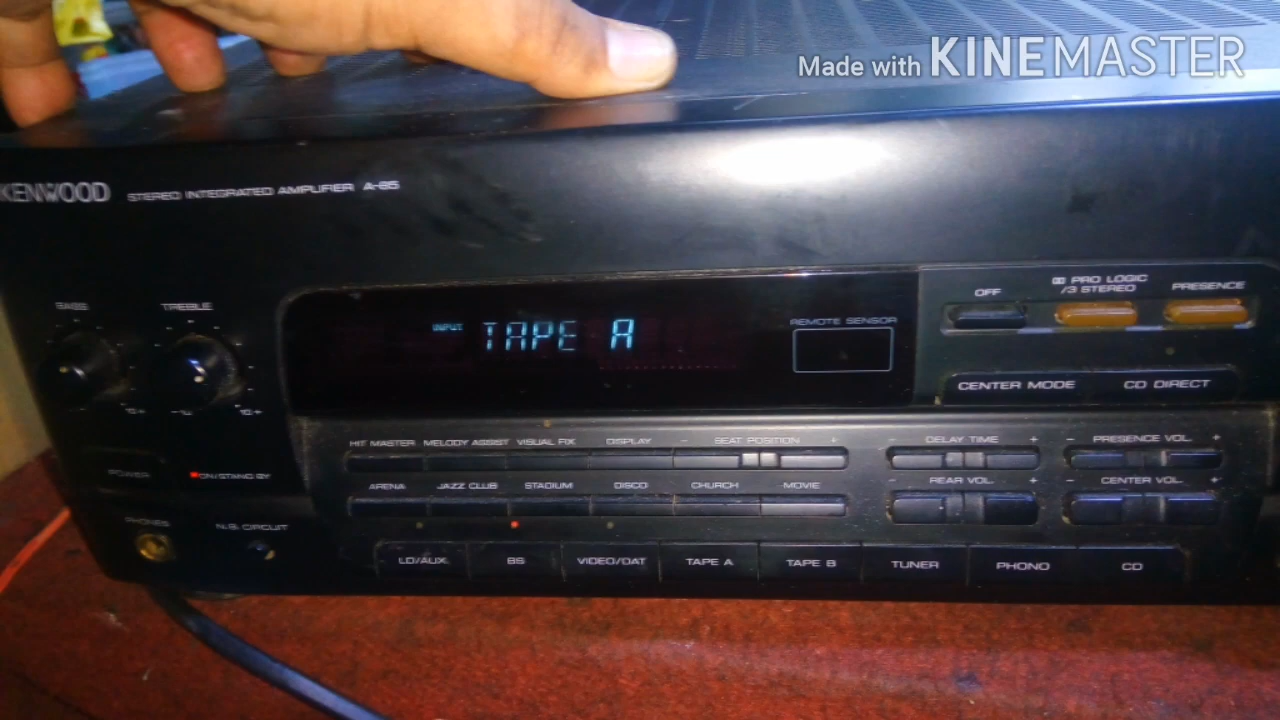 Made with KINEMASTER
KENWOOD STEREO INTEGRATED AMPLIFIER A-85
BASS TREBLE
OFF PRO LOGIC /3 STEREO PRESENCE
INPUT TAPE A
REMOTE SENSOR
CENTER MODE CD DIRECT
10+ 10+
HIT MASTER MELODY ASSIST VISUAL FIX DISPLAY - SEAT POSITION + - DELAY TIME + - PRESENCE VOL. +
POWER ON/STAND BY
ARENA JAZZ CLUB STADIUM DISCO CHURCH MOVIE - REAR VOL. + - CENTER VOL. +
PHONES N.B. CIRCUIT
LD/AUX BS VIDEO/DAT TAPE A TAPE B TUNER PHONO CD